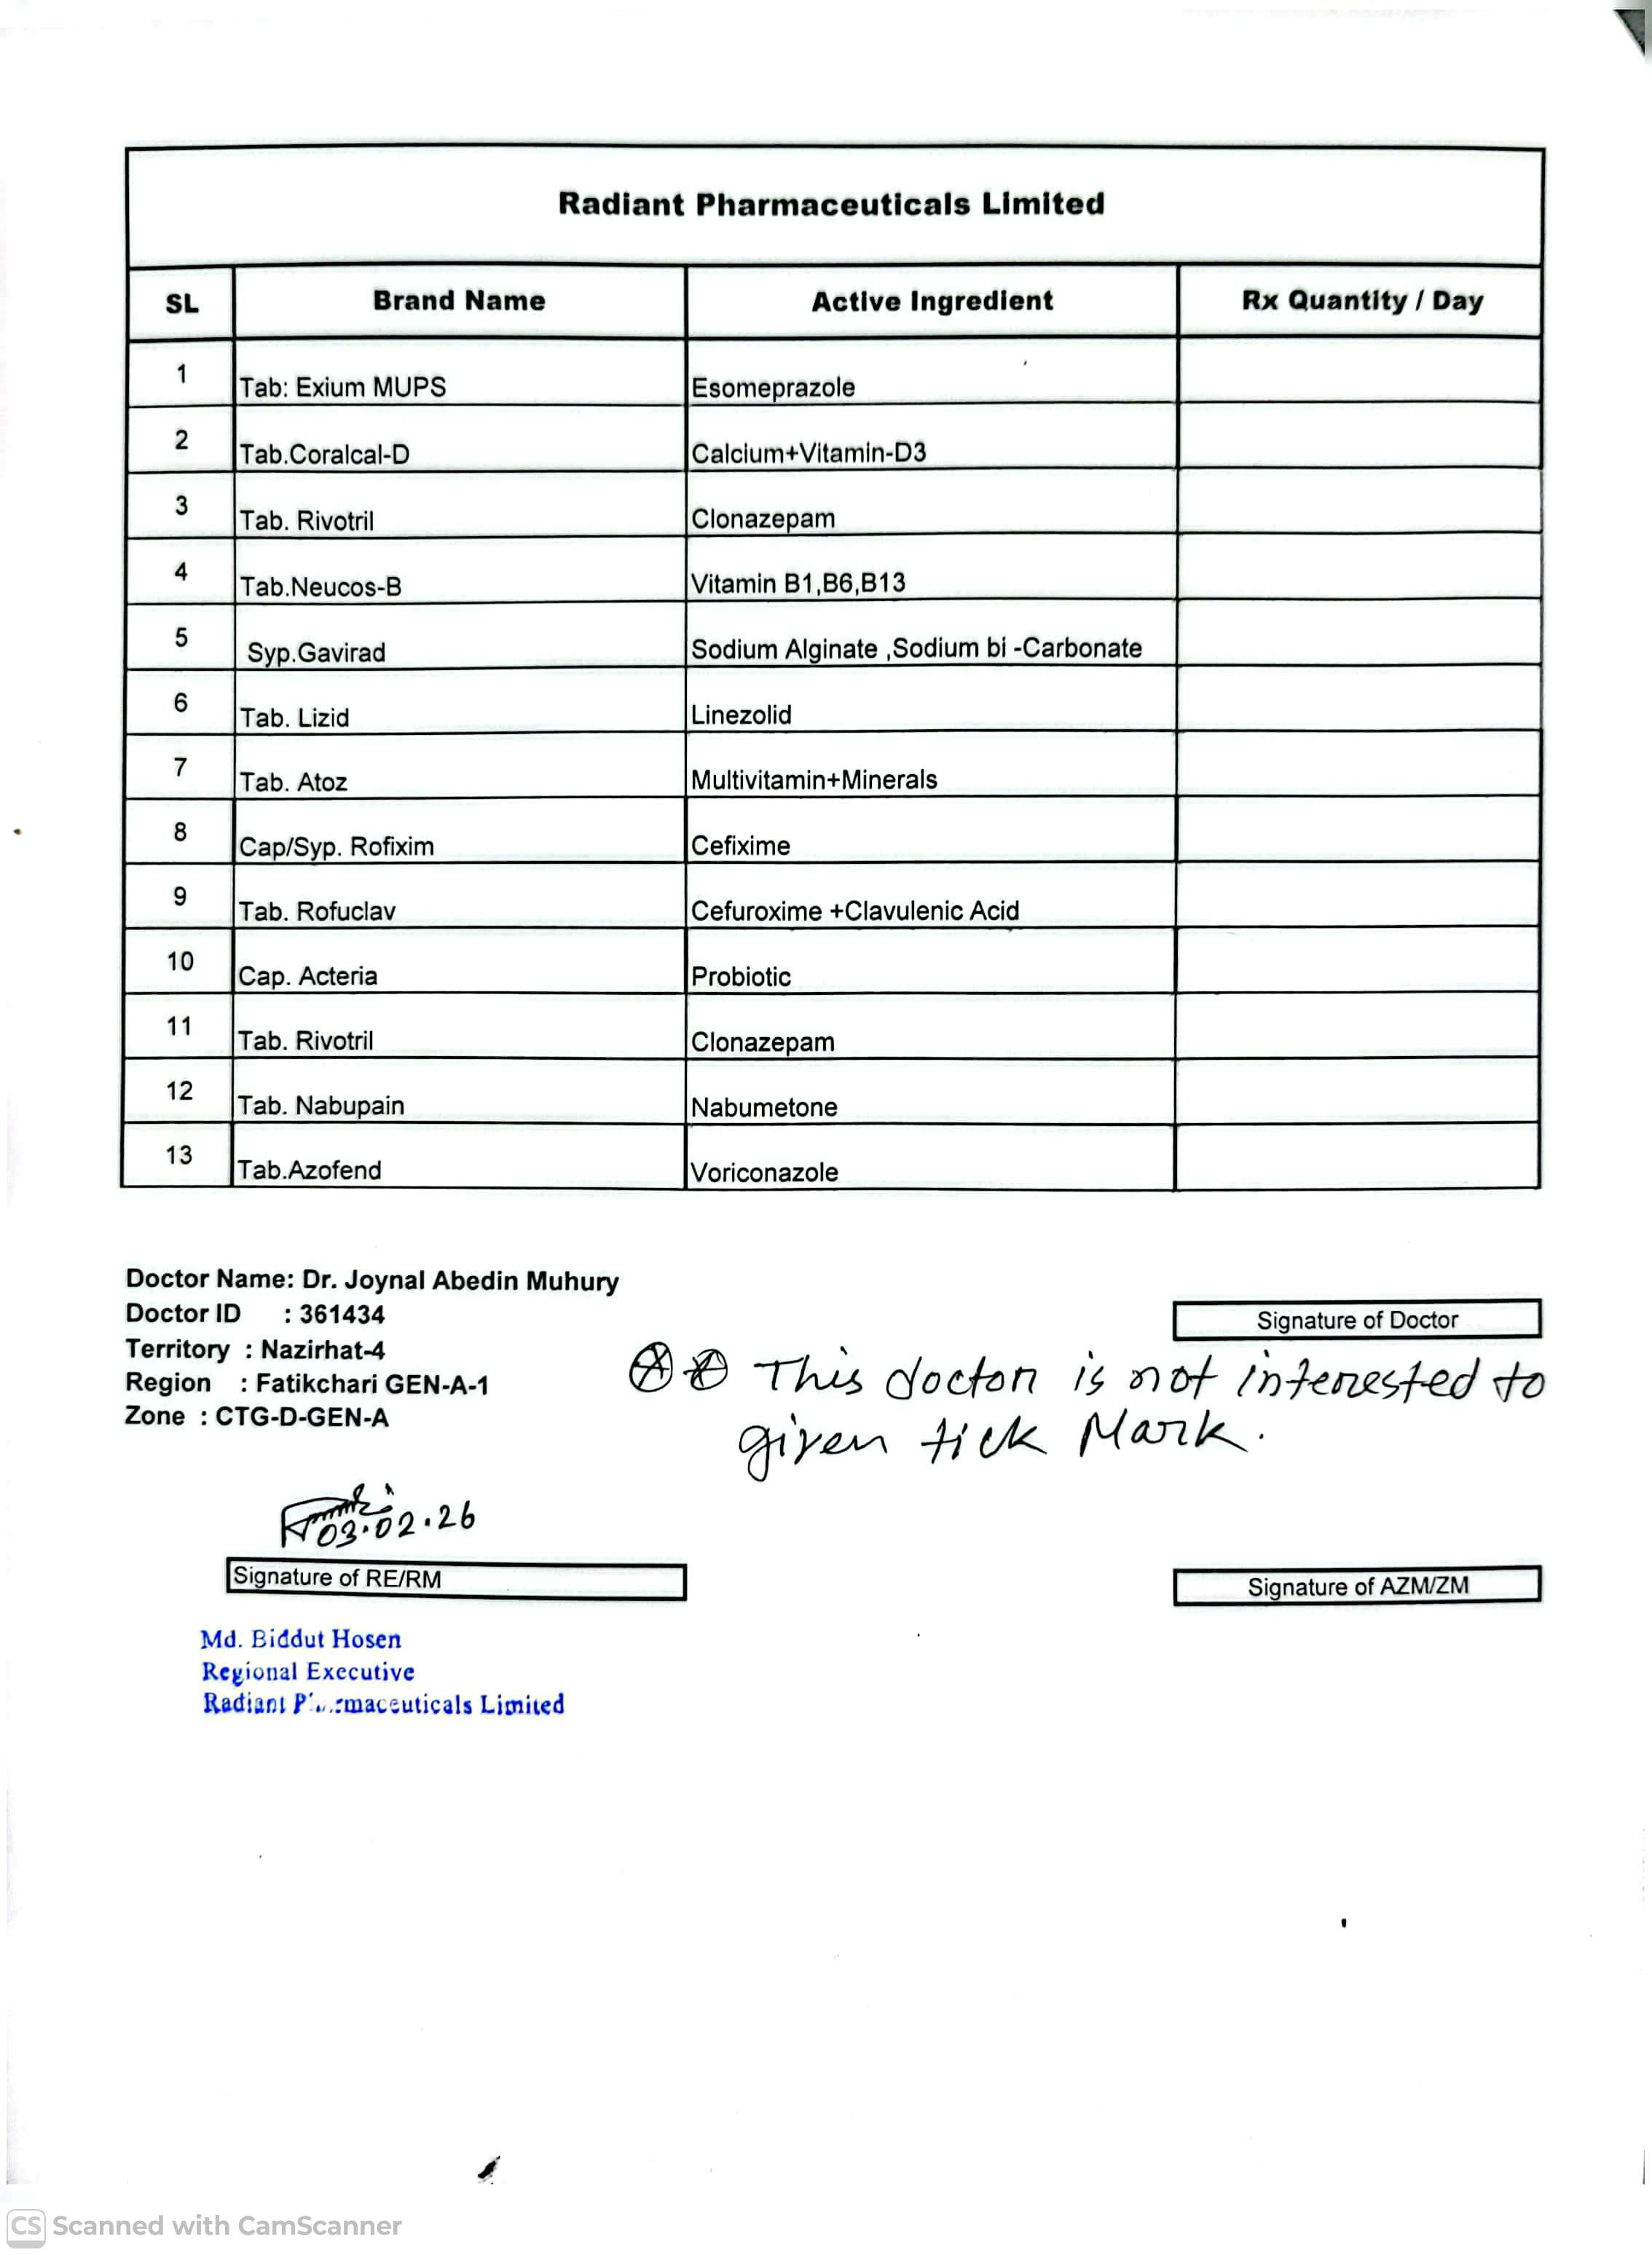 Radiant Pharmaceuticals Limited
SL Brand Name Active Ingredient Rx Quantity / Day
1 Tab: Exium MUPS Esomeprazole
2 Tab.Coralcal-D Calcium+Vitamin-D3
3 Tab. Rivotril Clonazepam
4 Tab.Neucos-B Vitamin B1,B6,B13
5 Syp.Gavirad Sodium Alginate ,Sodium bi -Carbonate
6 Tab. Lizid Linezolid
7 Tab. Atoz Multivitamin+Minerals
8 Cap/Syp. Rofixim Cefixime
9 Tab. Rofuclav Cefuroxime +Clavulenic Acid
10 Cap. Acteria Probiotic
11 Tab. Rivotril Clonazepam
12 Tab. Nabupain Nabumetone
13 Tab.Azofend Voriconazole
Doctor Name: Dr. Joynal Abedin Muhury
Doctor ID : 361434
Signature of Doctor
Territory : Nazirhat-4
Region : Fatikchari GEN-A-1
Zone : CTG-D-GEN-A
This doctor is not interested to
given tick Mark.
03.02.26
Signature of RE/RM
Signature of AZM/ZM
Md. Biddut Hosen
Regional Executive
Radiant Pharmaceuticals Limited
CS Scanned with CamScanner